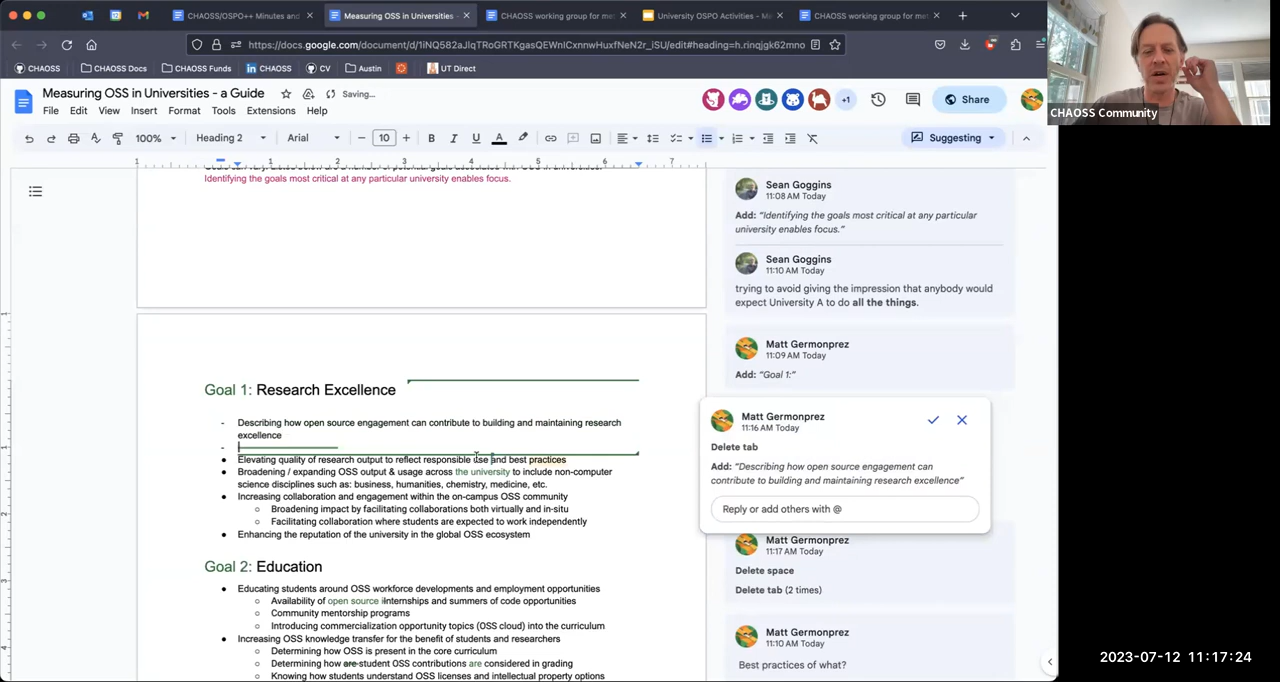 CHAOSS/OSPO++ Minutes and
Measuring OSS in Universities -
CHAOSS working group for met
University OSPO Activities - Mi
CHAOSS working group for met
https://docs.google.com/document/d/1iNQ582aJlqTRoGRTKgasQEWnICxnnwHuxfNeN2r_iSU/edit#heading=h.rinqjgk62mno
CHAOSS
CHAOSS Docs
CHAOSS Funds
CHAOSS
CV
Austin
UT Direct
CHAOSS Community
Measuring OSS in Universities - a Guide
Saving…
File Edit View Insert Format Tools Extensions Help
+1
Share
100%
Heading 2
Arial
10
Suggesting
1 1 2 3 4 5 6 7
Identifying the goals most critical at any particular university enables focus.
Goal 1: Research Excellence
- Describing how open source engagement can contribute to building and maintaining research
excellence
-
● Elevating quality of research output to reflect responsible use and best practices
● Broadening / expanding OSS output & usage across the university to include non-computer
science disciplines such as: business, humanities, chemistry, medicine, etc.
● Increasing collaboration and engagement within the on-campus OSS community
○ Broadening impact by facilitating collaborations both virtually and in-situ
○ Facilitating collaboration where students are expected to work independently
● Enhancing the reputation of the university in the global OSS ecosystem
Goal 2: Education
● Educating students around OSS workforce developments and employment opportunities
○ Availability of open source iInternships and summers of code opportunities
○ Community mentorship programs
○ Introducing commercialization opportunity topics (OSS cloud) into the curriculum
● Increasing OSS knowledge transfer for the benefit of students and researchers
○ Determining how OSS is present in the core curriculum
○ Determining how are student OSS contributions are considered in grading
○ Knowing how students understand OSS licenses and intellectual property options
Sean Goggins
11:08 AM Today
Add: “Identifying the goals most critical at any particular
university enables focus.”
Sean Goggins
11:10 AM Today
trying to avoid giving the impression that anybody would
expect University A to do all the things.
Matt Germonprez
11:09 AM Today
Add: “Goal 1:”
Matt Germonprez
11:16 AM Today
Delete tab
Add: “Describing how open source engagement can
contribute to building and maintaining research excellence”
Reply or add others with @
Matt Germonprez
11:17 AM Today
Delete space
Delete tab (2 times)
Matt Germonprez
11:10 AM Today
Best practices of what?
2023-07-12 11:17:24